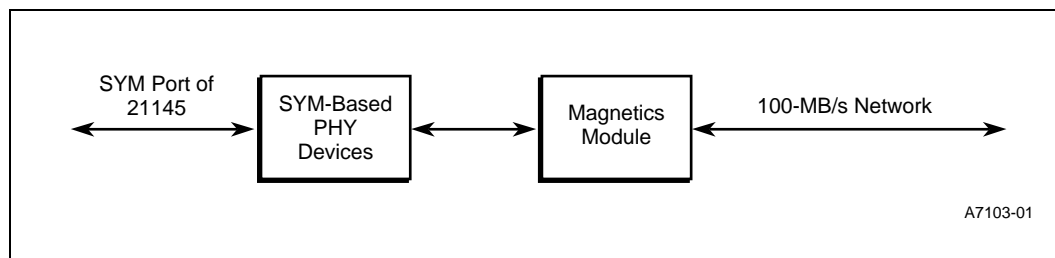 SYM Port of
21145
SYM-Based
PHY
Devices
Magnetics
Module
100-MB/s Network
A7103-01